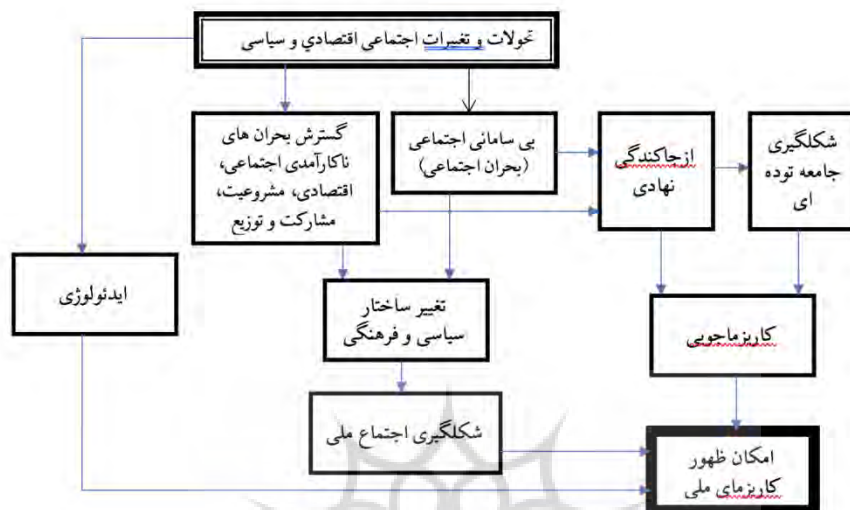 تحولات و تغییرات اجتماعی اقتصادی و سیاسی
گسترش بحران های
ناکارآمدی اجتماعی،
اقتصادی، مشروعیت،
مشارکت و توزیع
بی سامانی اجتماعی
(بحران اجتماعی)
ازجاکندگی
نهادی
شکلگیری
جامعه توده
ای
ایدئولوژی
تغییر ساختار
سیاسی و فرهنگی
کاریزماجویی
شکلگیری اجتماع ملی
امکان ظهور
کاریزمای ملی